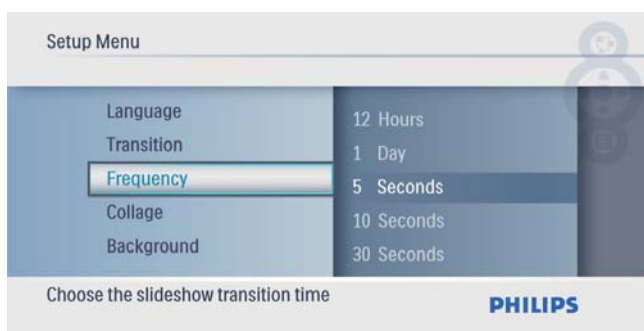 Setup Menu
Language
Transition
Frequency
Collage
Background
12 Hours
1 Day
5 Seconds
10 Seconds
30 Seconds
Choose the slideshow transition time
PHILIPS